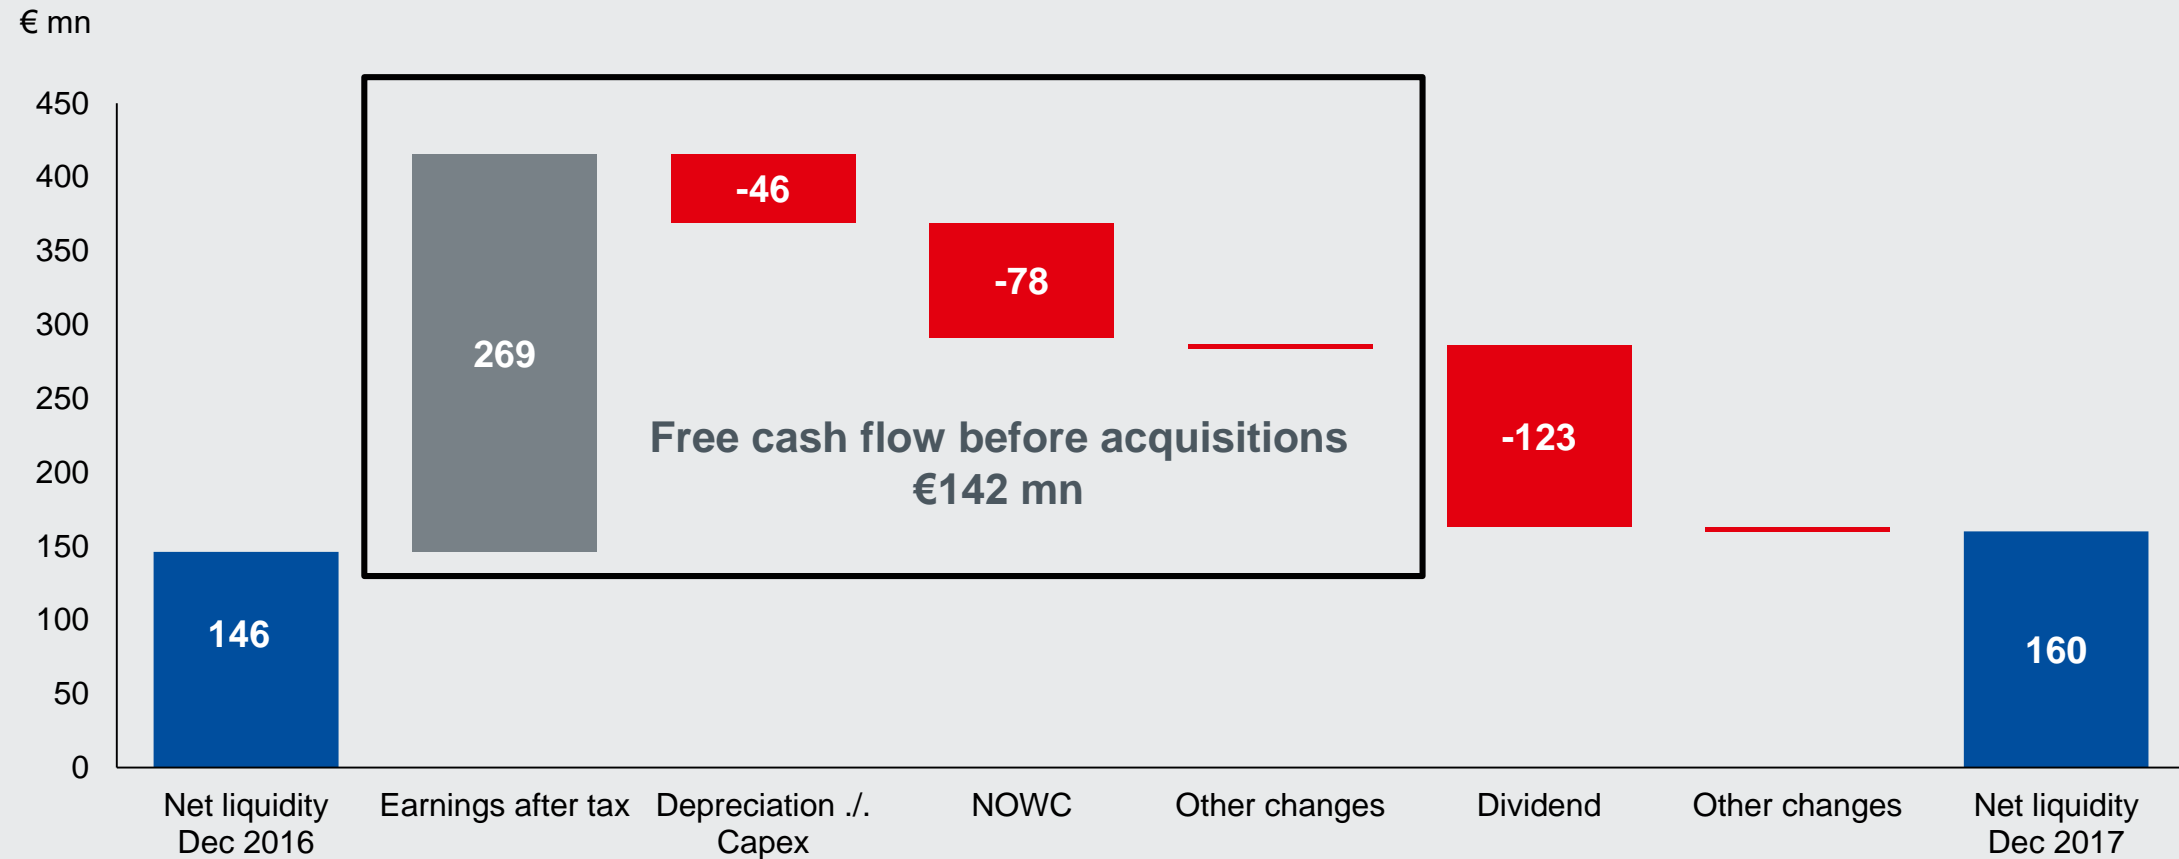 € mn
450
400
350
300
250
200
150
100
50
0
146
269
-46
-78
Free cash flow before acquisitions
€142 mn
-123
160
Net liquidity
Dec 2016
Earnings after tax
Depreciation ./.
Capex
NOWC
Other changes
Dividend
Other changes
Net liquidity
Dec 2017